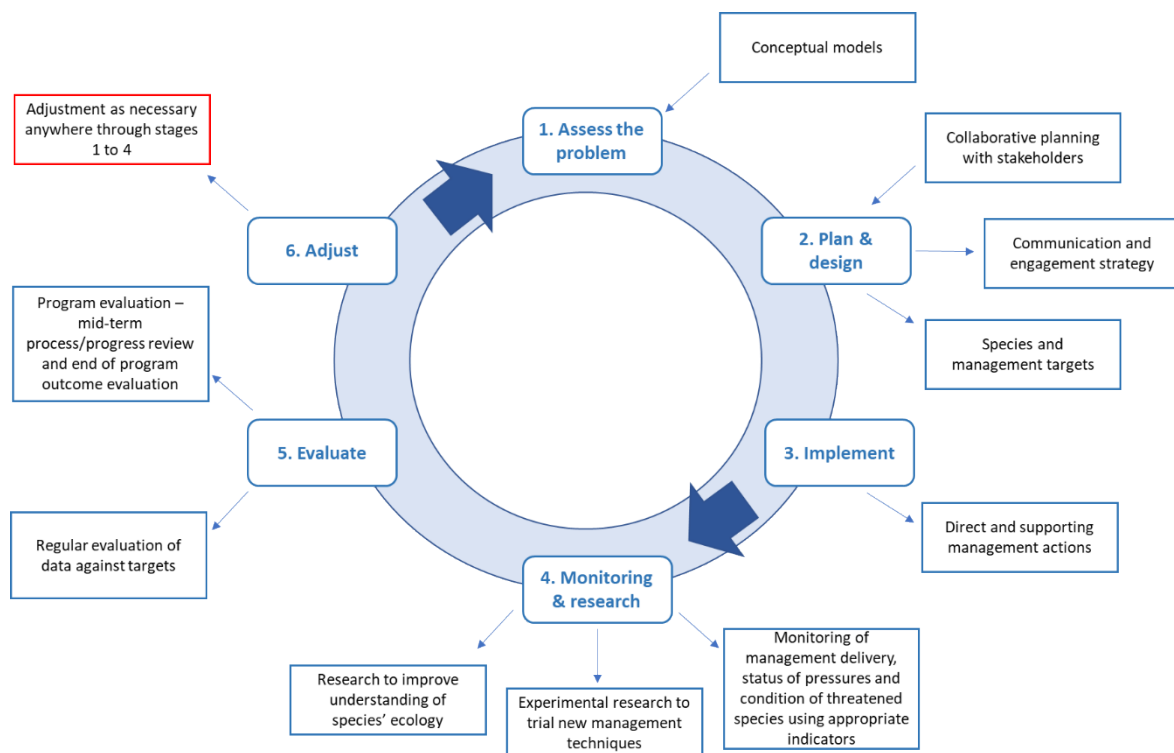 Conceptual models
1. Assess the
problem
Adjustment as necessary
anywhere through stages
1 to 4
Collaborative planning
with stakeholders
6. Adjust
2. Plan &
design
Communication and
engagement strategy
Program evaluation –
mid-term
process/progress review
and end of program
outcome evaluation
Species and
management targets
5. Evaluate
3. Implement
Regular evaluation of
data against targets
Direct and supporting
management actions
4. Monitoring
& research
Research to improve
understanding of
species’ ecology
Experimental research to
trial new management
techniques
Monitoring of
management delivery,
status of pressures and
condition of threatened
species using appropriate
indicators